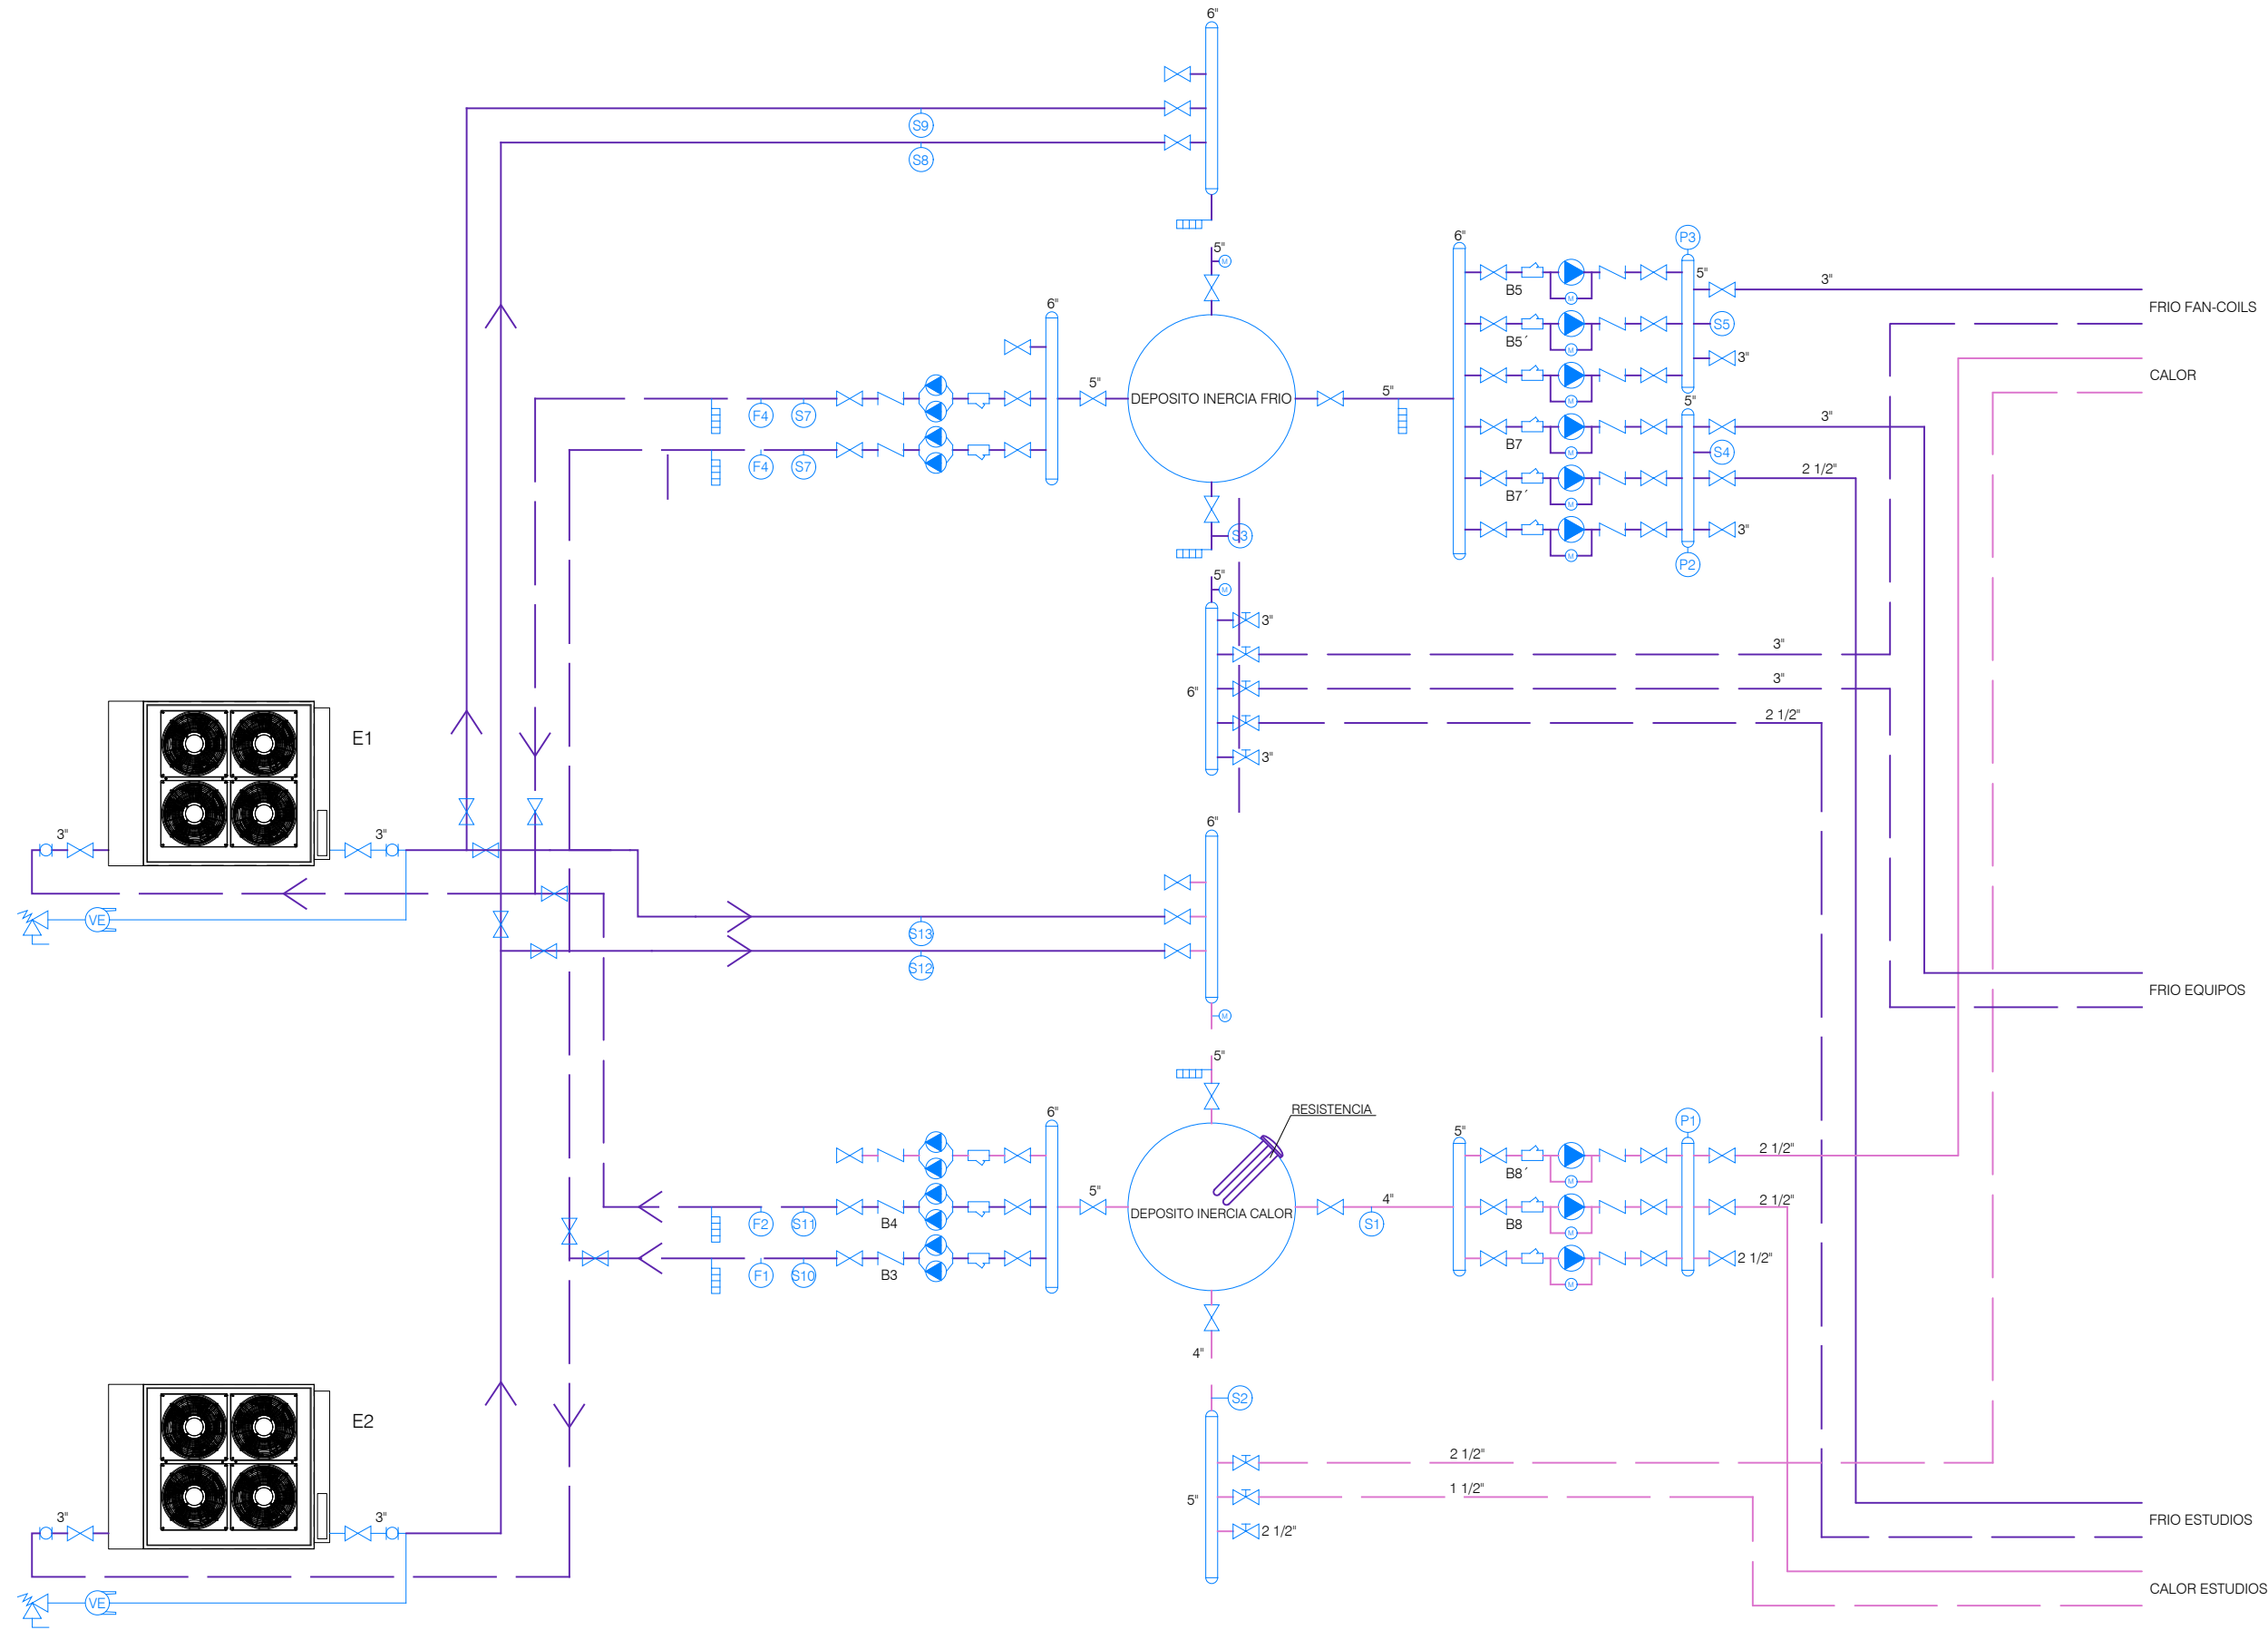 6"
S9
S8
5"
M
P3
6"
5"
3"
B5
FRIO FAN-COILS
M
6"
S5
B5´
M
3"
CALOR
5"
5"
DEPOSITO INERCIA FRIO
M
F4
S7
5"
3"
B7
S4
M
F4
S7
2 1/2"
B7´
M
S3
3"
M
P2
5"
M
3"
3"
6"
3"
2 1/2"
E1
3"
3"
3"
6"
VE
S13
S12
FRIO EQUIPOS
M
5"
RESISTENCIA
6"
P1
5"
2 1/2"
B8´
M
5"
4"
2 1/2"
DEPOSITO INERCIA CALOR
F2
S11
B4
S1
B8
M
2 1/2"
F1
S10
B3
M
4"
S2
E2
2 1/2"
1 1/2"
5"
3"
3"
2 1/2"
FRIO ESTUDIOS
CALOR ESTUDIOS
VE